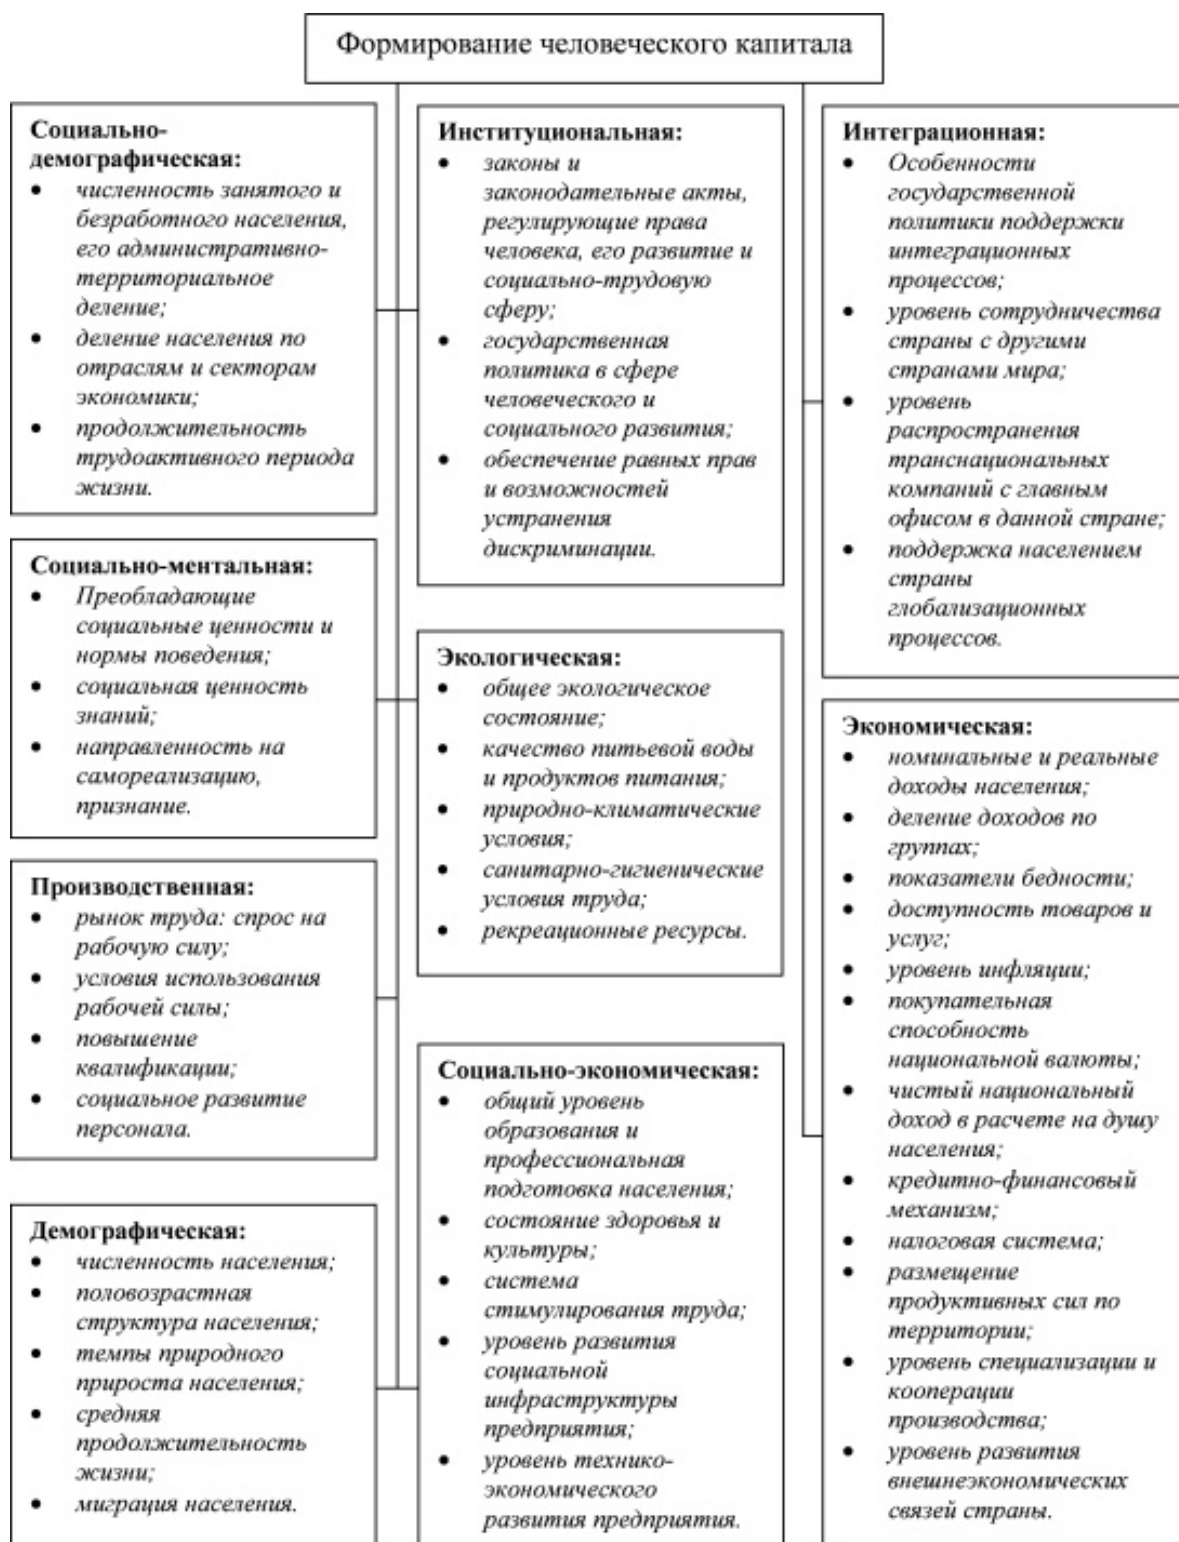 Формирование человеческого капитала
Социально-
демографическая:
• численность занятого и
безработного населения,
его административно-
территориальное
деление;
• деление населения по
отраслям и секторам
экономики;
• продолжительность
трудоактивного периода
жизни.
Социально-ментальная:
• Преобладающие
социальные ценности и
нормы поведения;
• социальная ценность
знаний;
• направленность на
самореализацию,
признание.
Производственная:
• рынок труда: спрос на
рабочую силу;
• условия использования
рабочей силы;
• повышение
квалификации;
• социальное развитие
персонала.
Демографическая:
• численность населения;
• половозрастная
структура населения;
• темпы природного
прироста населения;
• средняя
продолжительность
жизни;
• миграция населения.
Институциональная:
• законы и
законодательные акты,
регулирующие права
человека, его развитие и
социально-трудовую
сферу;
• государственная
политика в сфере
человеческого и
социального развития;
• обеспечение равных прав
и возможностей
устранения
дискриминации.
Экологическая:
• общее экологическое
состояние;
• качество питьевой воды
и продуктов питания;
• природно-климатические
условия;
• санитарно-гигиенические
условия труда;
• рекреационные ресурсы.
Социально-экономическая:
• общий уровень
образования и
профессиональная
подготовка населения;
• состояние здоровья и
культуры;
• система
стимулирования труда;
• уровень развития
социальной
инфраструктуры
предприятия;
• уровень технико-
экономического
развития предприятия.
Интеграционная:
• Особенности
государственной
политики поддержки
интеграционных
процессов;
• уровень сотрудничества
страны с другими
странами мира;
• уровень
распространения
транснациональных
компаний с главным
офисом в данной стране;
• поддержка населением
страны
глобализационных
процессов.
Экономическая:
• номинальные и реальные
доходы населения;
• деление доходов по
группах;
• показатели бедности;
• доступность товаров и
услуг;
• уровень инфляции;
• покупательная
способность
национальной валюты;
• чистый национальный
доход в расчете на душу
населения;
• кредитно-финансовый
механизм;
• налоговая система;
• размещение
продуктивных сил по
территории;
• уровень специализации и
кооперации
производства;
• уровень развития
внешнеэкономических
связей страны.